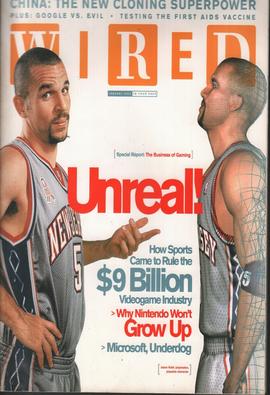 CHINA: THE NEW CLONING SUPERPOWER
PLUS: GOOGLE VS. EVIL • TESTING THE FIRST AIDS VACCINE
WIRED
[Special Report: The Business of Gaming]
Unreal!
How Sports
Came to Rule the
$9 Billion
Videogame Industry
> Why Nintendo Won't
Grow Up
> Microsoft, Underdog
NEW JERSEY
5
5